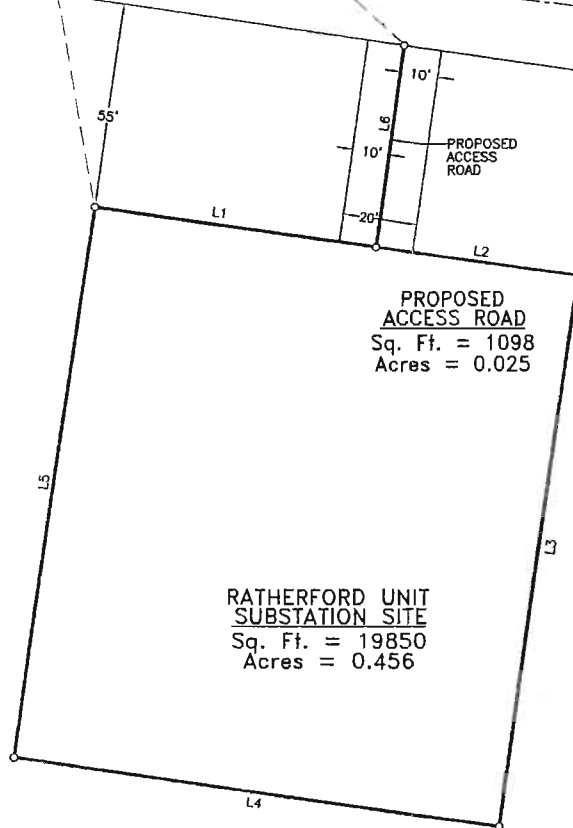 55'
10'
L6
10'
PROPOSED
ACCESS
ROAD
20'
L1
L2
PROPOSED
ACCESS ROAD
Sq. Ft. = 1098
Acres = 0.025
L5
L3
RATHERFORD UNIT
SUBSTATION SITE
Sq. Ft. = 19850
Acres = 0.456
L4